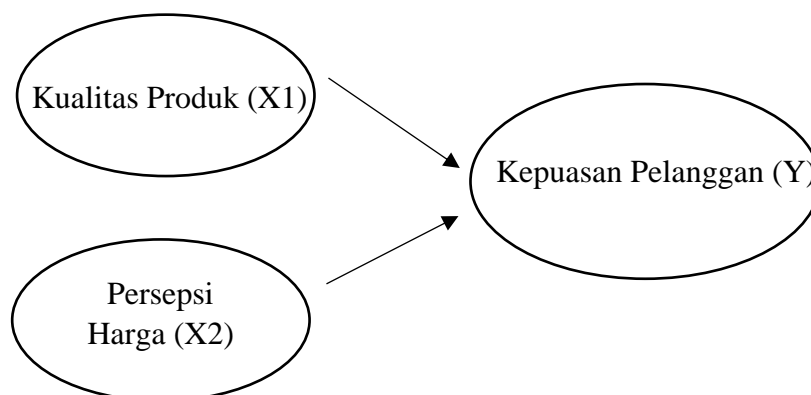 Kualitas Produk (X1)
Kepuasan Pelanggan (Y)
Persepsi
Harga (X2)